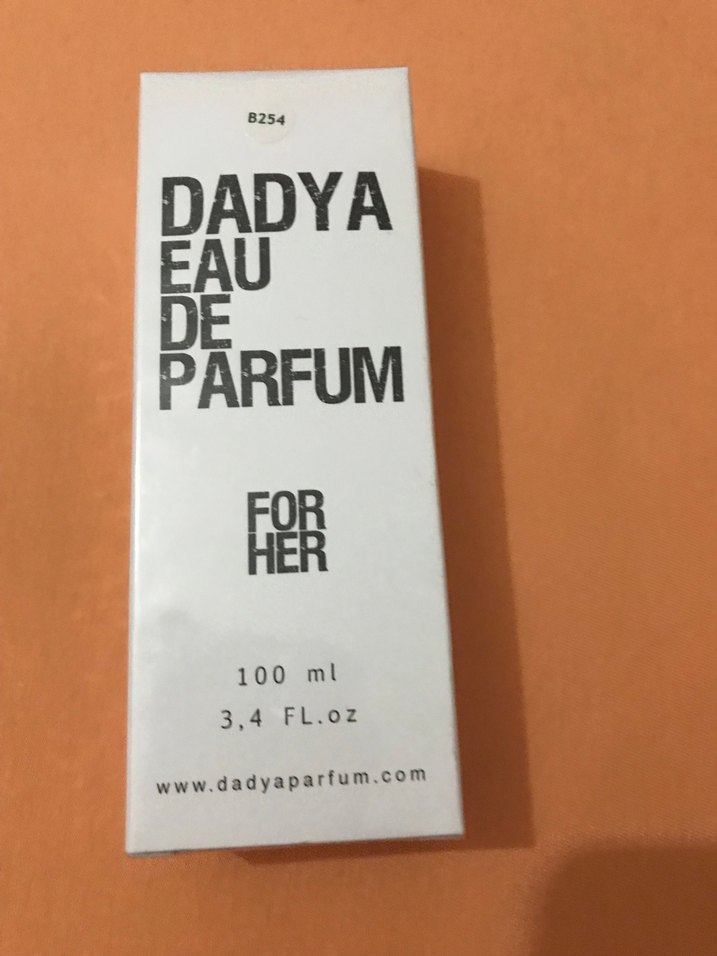 B254
DADYA
EAU
DE
PARFUM
FOR
HER
100 ml
3,4 FL.oz
www.dadyaparfum.com